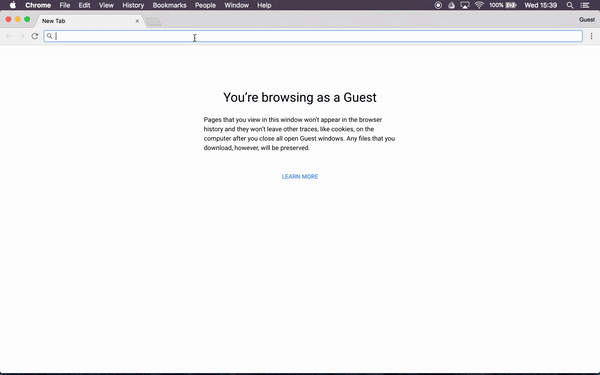 Chrome File Edit View History Bookmarks People Window Help 100% Wed 15:39
New Tab Guest
You're browsing as a Guest
Pages that you view in this window won't appear in the browser
history and they won't leave other traces, like cookies, on the
computer after you close all open Guest windows. Any files that you
download, however, will be preserved.
LEARN MORE